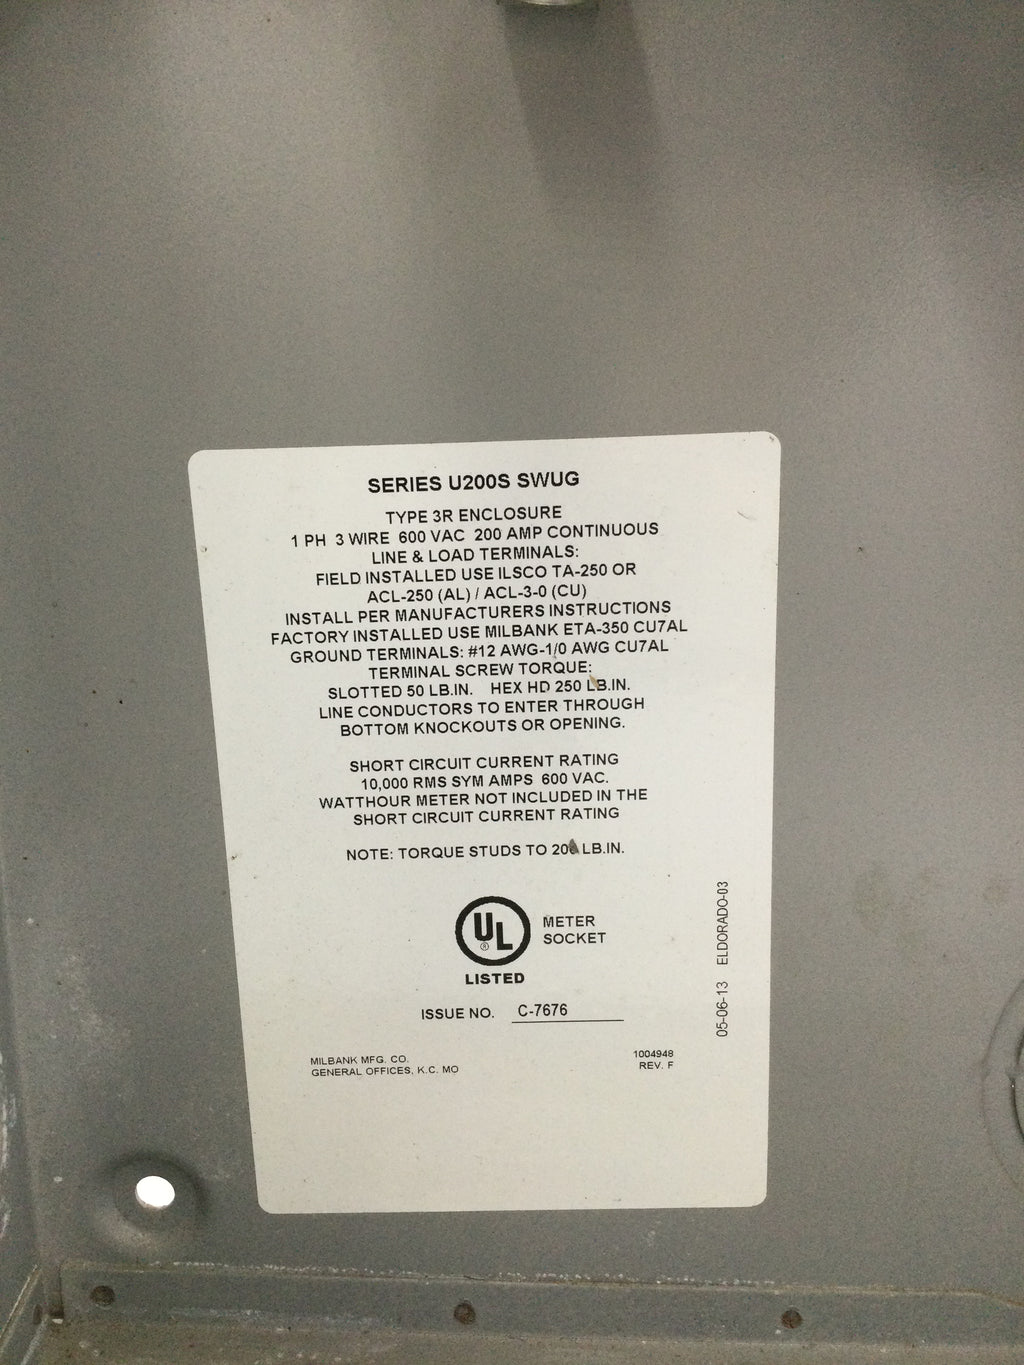 SERIES U200S SWUG
TYPE 3R ENCLOSURE
1 PH 3 WIRE 600 VAC 200 AMP CONTINUOUS
LINE & LOAD TERMINALS:
FIELD INSTALLED USE ILSCO TA-250 OR
ACL-250 (AL) / ACL-3-0 (CU)
INSTALL PER MANUFACTURERS INSTRUCTIONS
FACTORY INSTALLED USE MILBANK ETA-350 CU7AL
GROUND TERMINALS: #12 AWG-1/0 AWG CU7AL
TERMINAL SCREW TORQUE:
SLOTTED 50 LB.IN. HEX HD 250 LB.IN.
LINE CONDUCTORS TO ENTER THROUGH
BOTTOM KNOCKOUTS OR OPENING.
SHORT CIRCUIT CURRENT RATING
10,000 RMS SYM AMPS 600 VAC.
WATTHOUR METER NOT INCLUDED IN THE
SHORT CIRCUIT CURRENT RATING
NOTE: TORQUE STUDS TO LB.IN.
UL ®
LISTED
METER
SOCKET
ISSUE NO. C-7676
05-06-13 ELDORADO-03
MILBANK MFG. CO.
GENERAL OFFICES, K.C. MO
1004948
REV. F